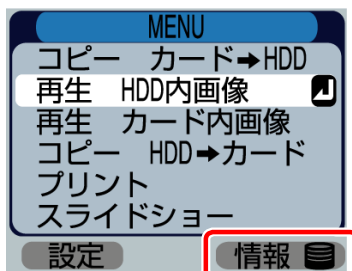 MENU
コピー　カード➡HDD
再生　HDD内画像
再生　カード内画像
コピー　HDD➡カード
プリント
スライドショー
設定　情報